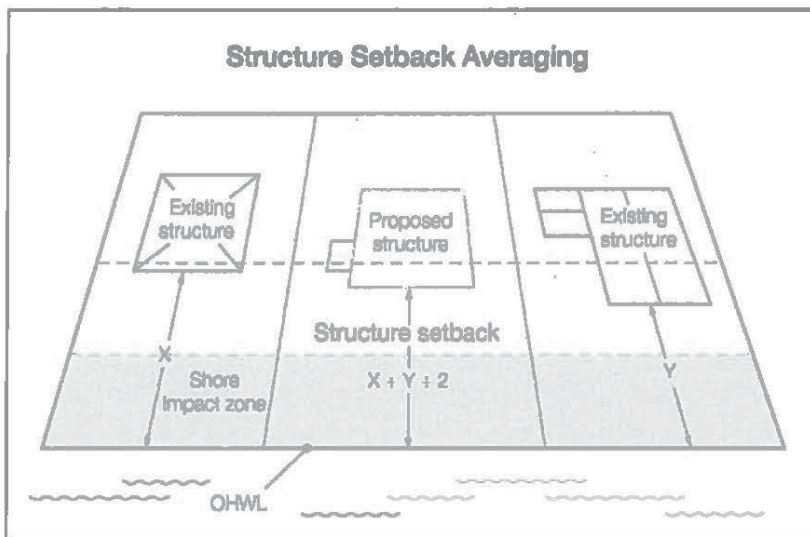 Structure Setback Averaging
Existing
structure
Proposed
structure
Existing
structure
Structure setback
X
X + Y ÷ 2
Y
Shore
impact zone
OHWL